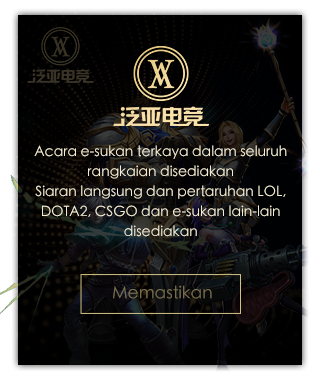 泛亚电竞
泛亚电竞
Acara e-sukan terkaya dalam seluruh
rangkaian disediakan
Siaran langsung dan pertaruhan LOL,
DOTA2, CSGO dan e-sukan lain-lain
disediakan
Memastikan